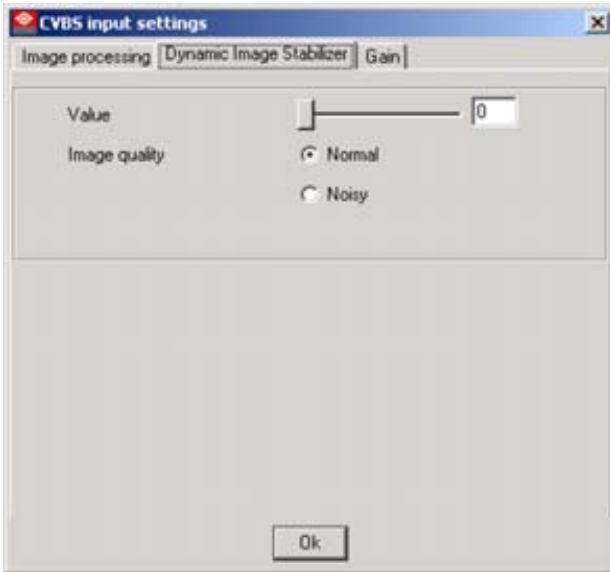 CVBS input settings
Image processing Dynamic Image Stabilizer Gain
Value 0
Image quality Normal
Noisy
Ok